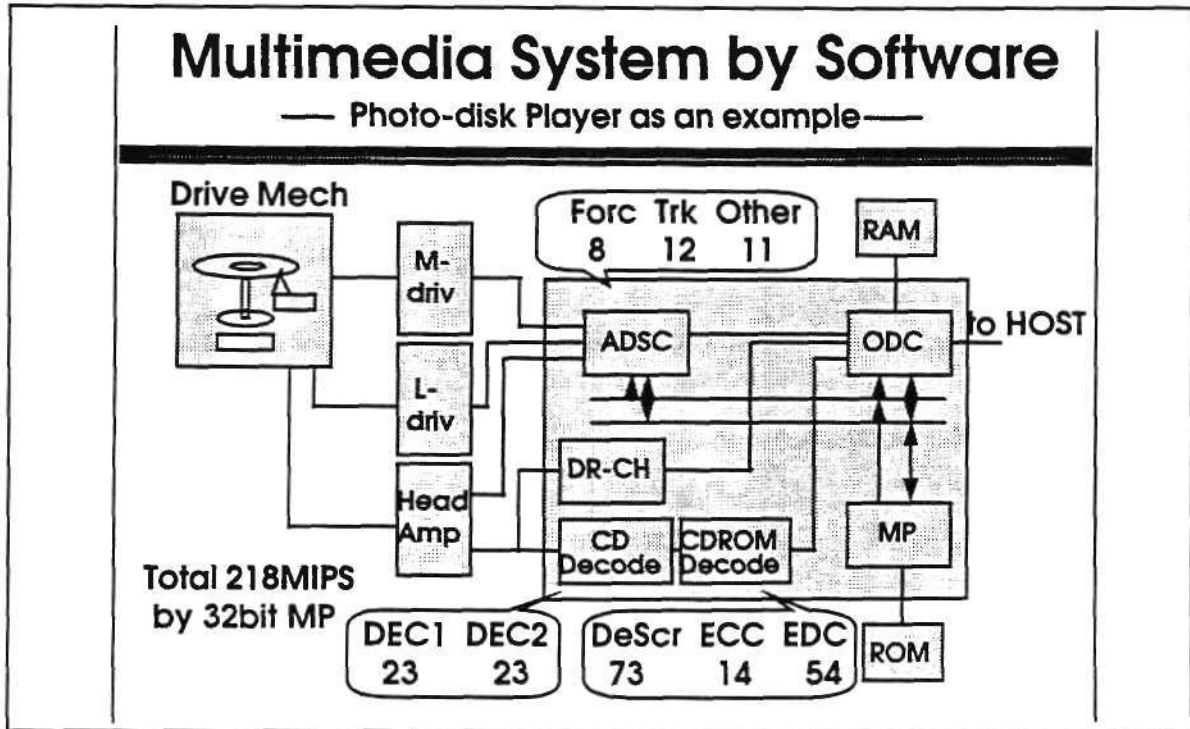 Multimedia System by Software
— Photo-disk Player as an example —
Drive Mech
Forc Trk Other
8 12 11
RAM
M-
driv
ADSC
ODC
to HOST
L-
driv
DR-CH
Head
Amp
MP
CD
Decode
CDROM
Decode
Total 218MIPS
by 32bit MP
DEC1 DEC2
23 23
DeScr ECC EDC
73 14 54
ROM